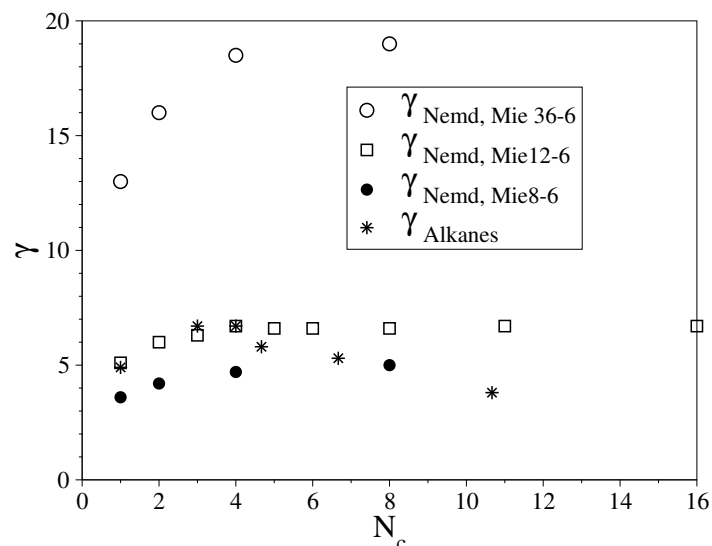 20
15
10
5
0
γ
γ Nemd, Mie 36-6
γ Nemd, Mie12-6
γ Nemd, Mie8-6
γ Alkanes
0 2 4 6 8 10 12 14 16
N_c